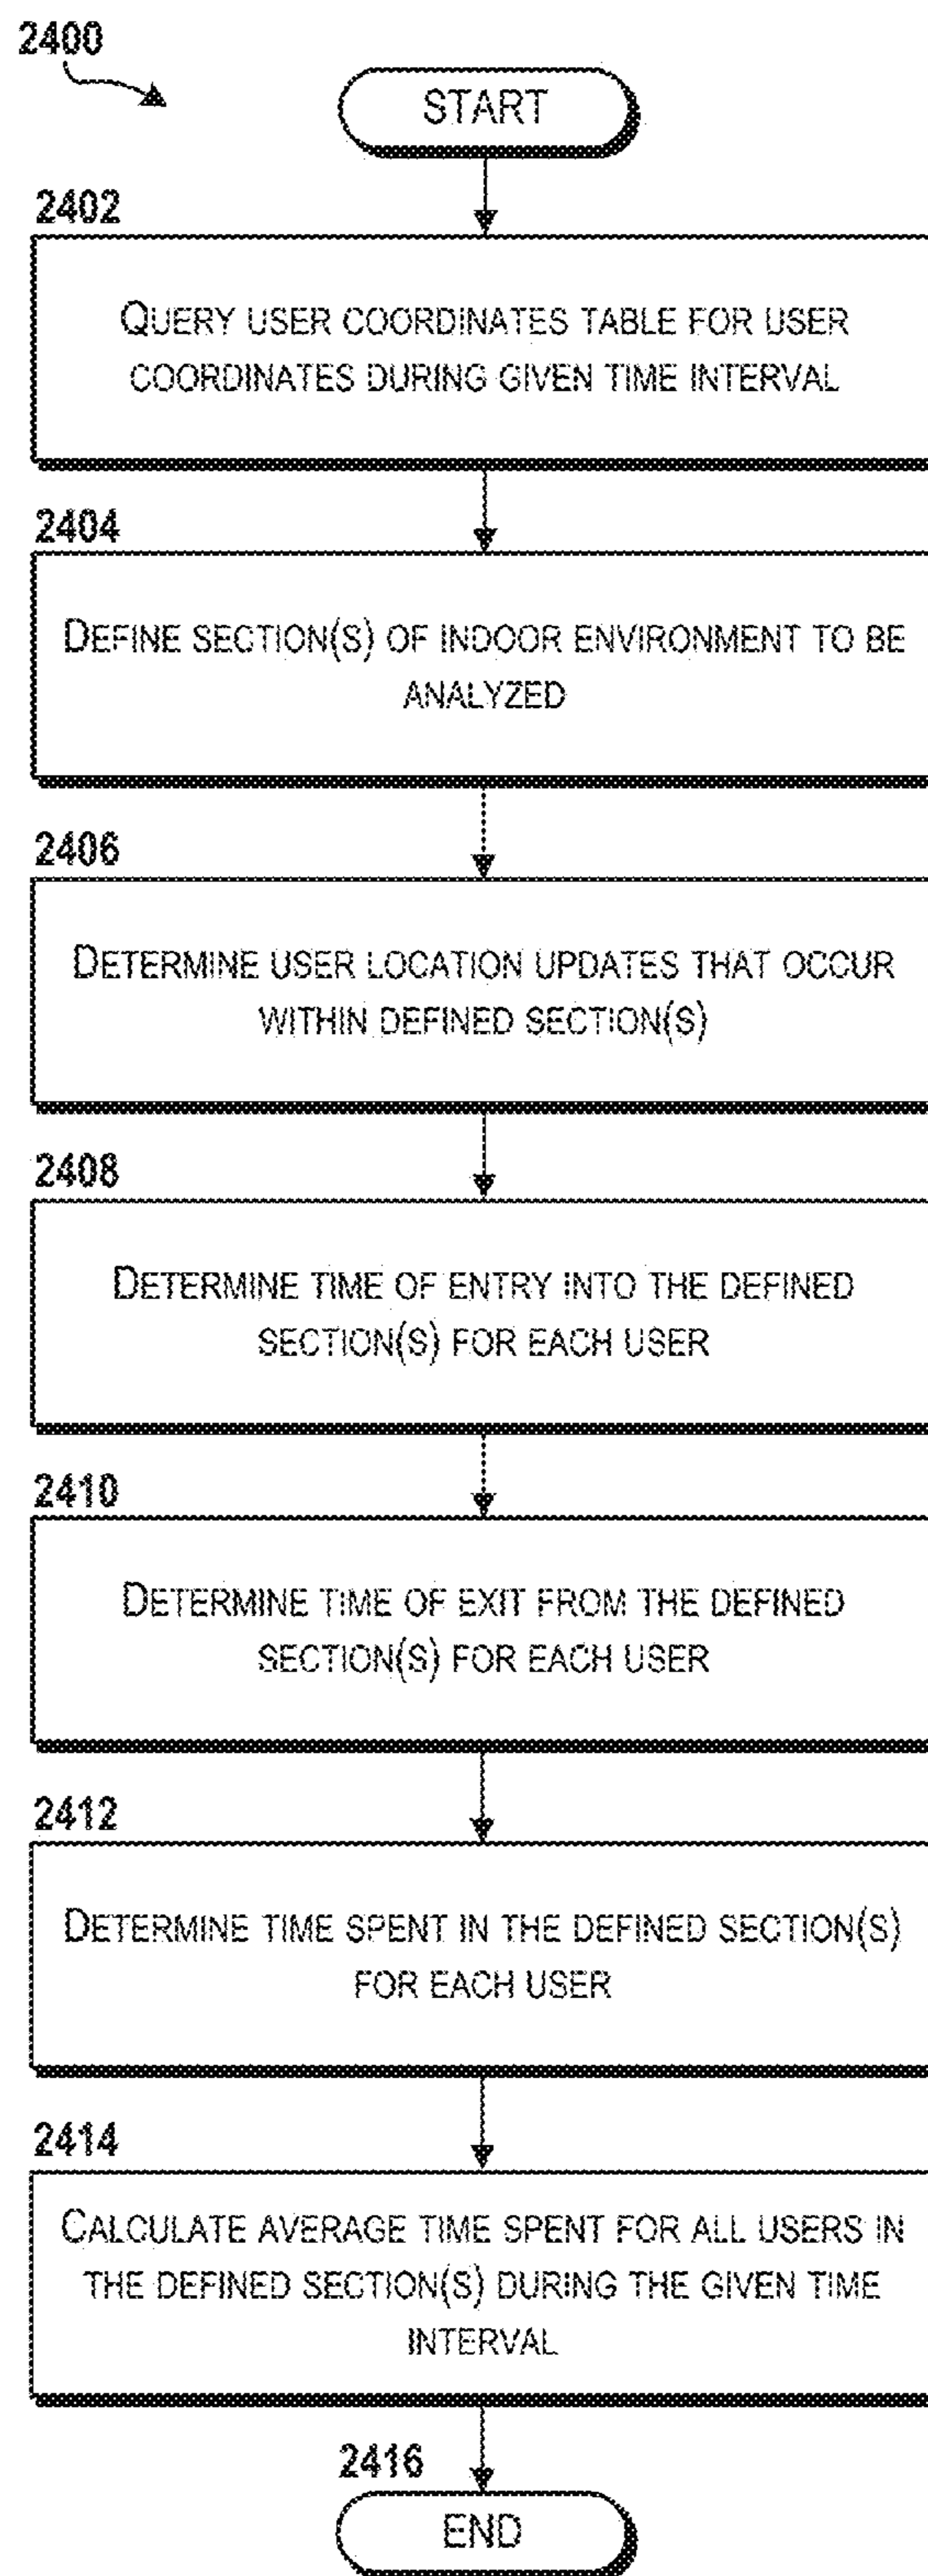 2400
START
2402
QUERY USER COORDINATES TABLE FOR USER
COORDINATES DURING GIVEN TIME INTERVAL
2404
DEFINE SECTION(S) OF INDOOR ENVIRONMENT TO BE
ANALYZED
2406
DETERMINE USER LOCATION UPDATES THAT OCCUR
WITHIN DEFINED SECTION(S)
2408
DETERMINE TIME OF ENTRY INTO THE DEFINED
SECTION(S) FOR EACH USER
2410
DETERMINE TIME OF EXIT FROM THE DEFINED
SECTION(S) FOR EACH USER
2412
DETERMINE TIME SPENT IN THE DEFINED SECTION(S)
FOR EACH USER
2414
CALCULATE AVERAGE TIME SPENT FOR ALL USERS IN
THE DEFINED SECTION(S) DURING THE GIVEN TIME
INTERVAL
2416
END